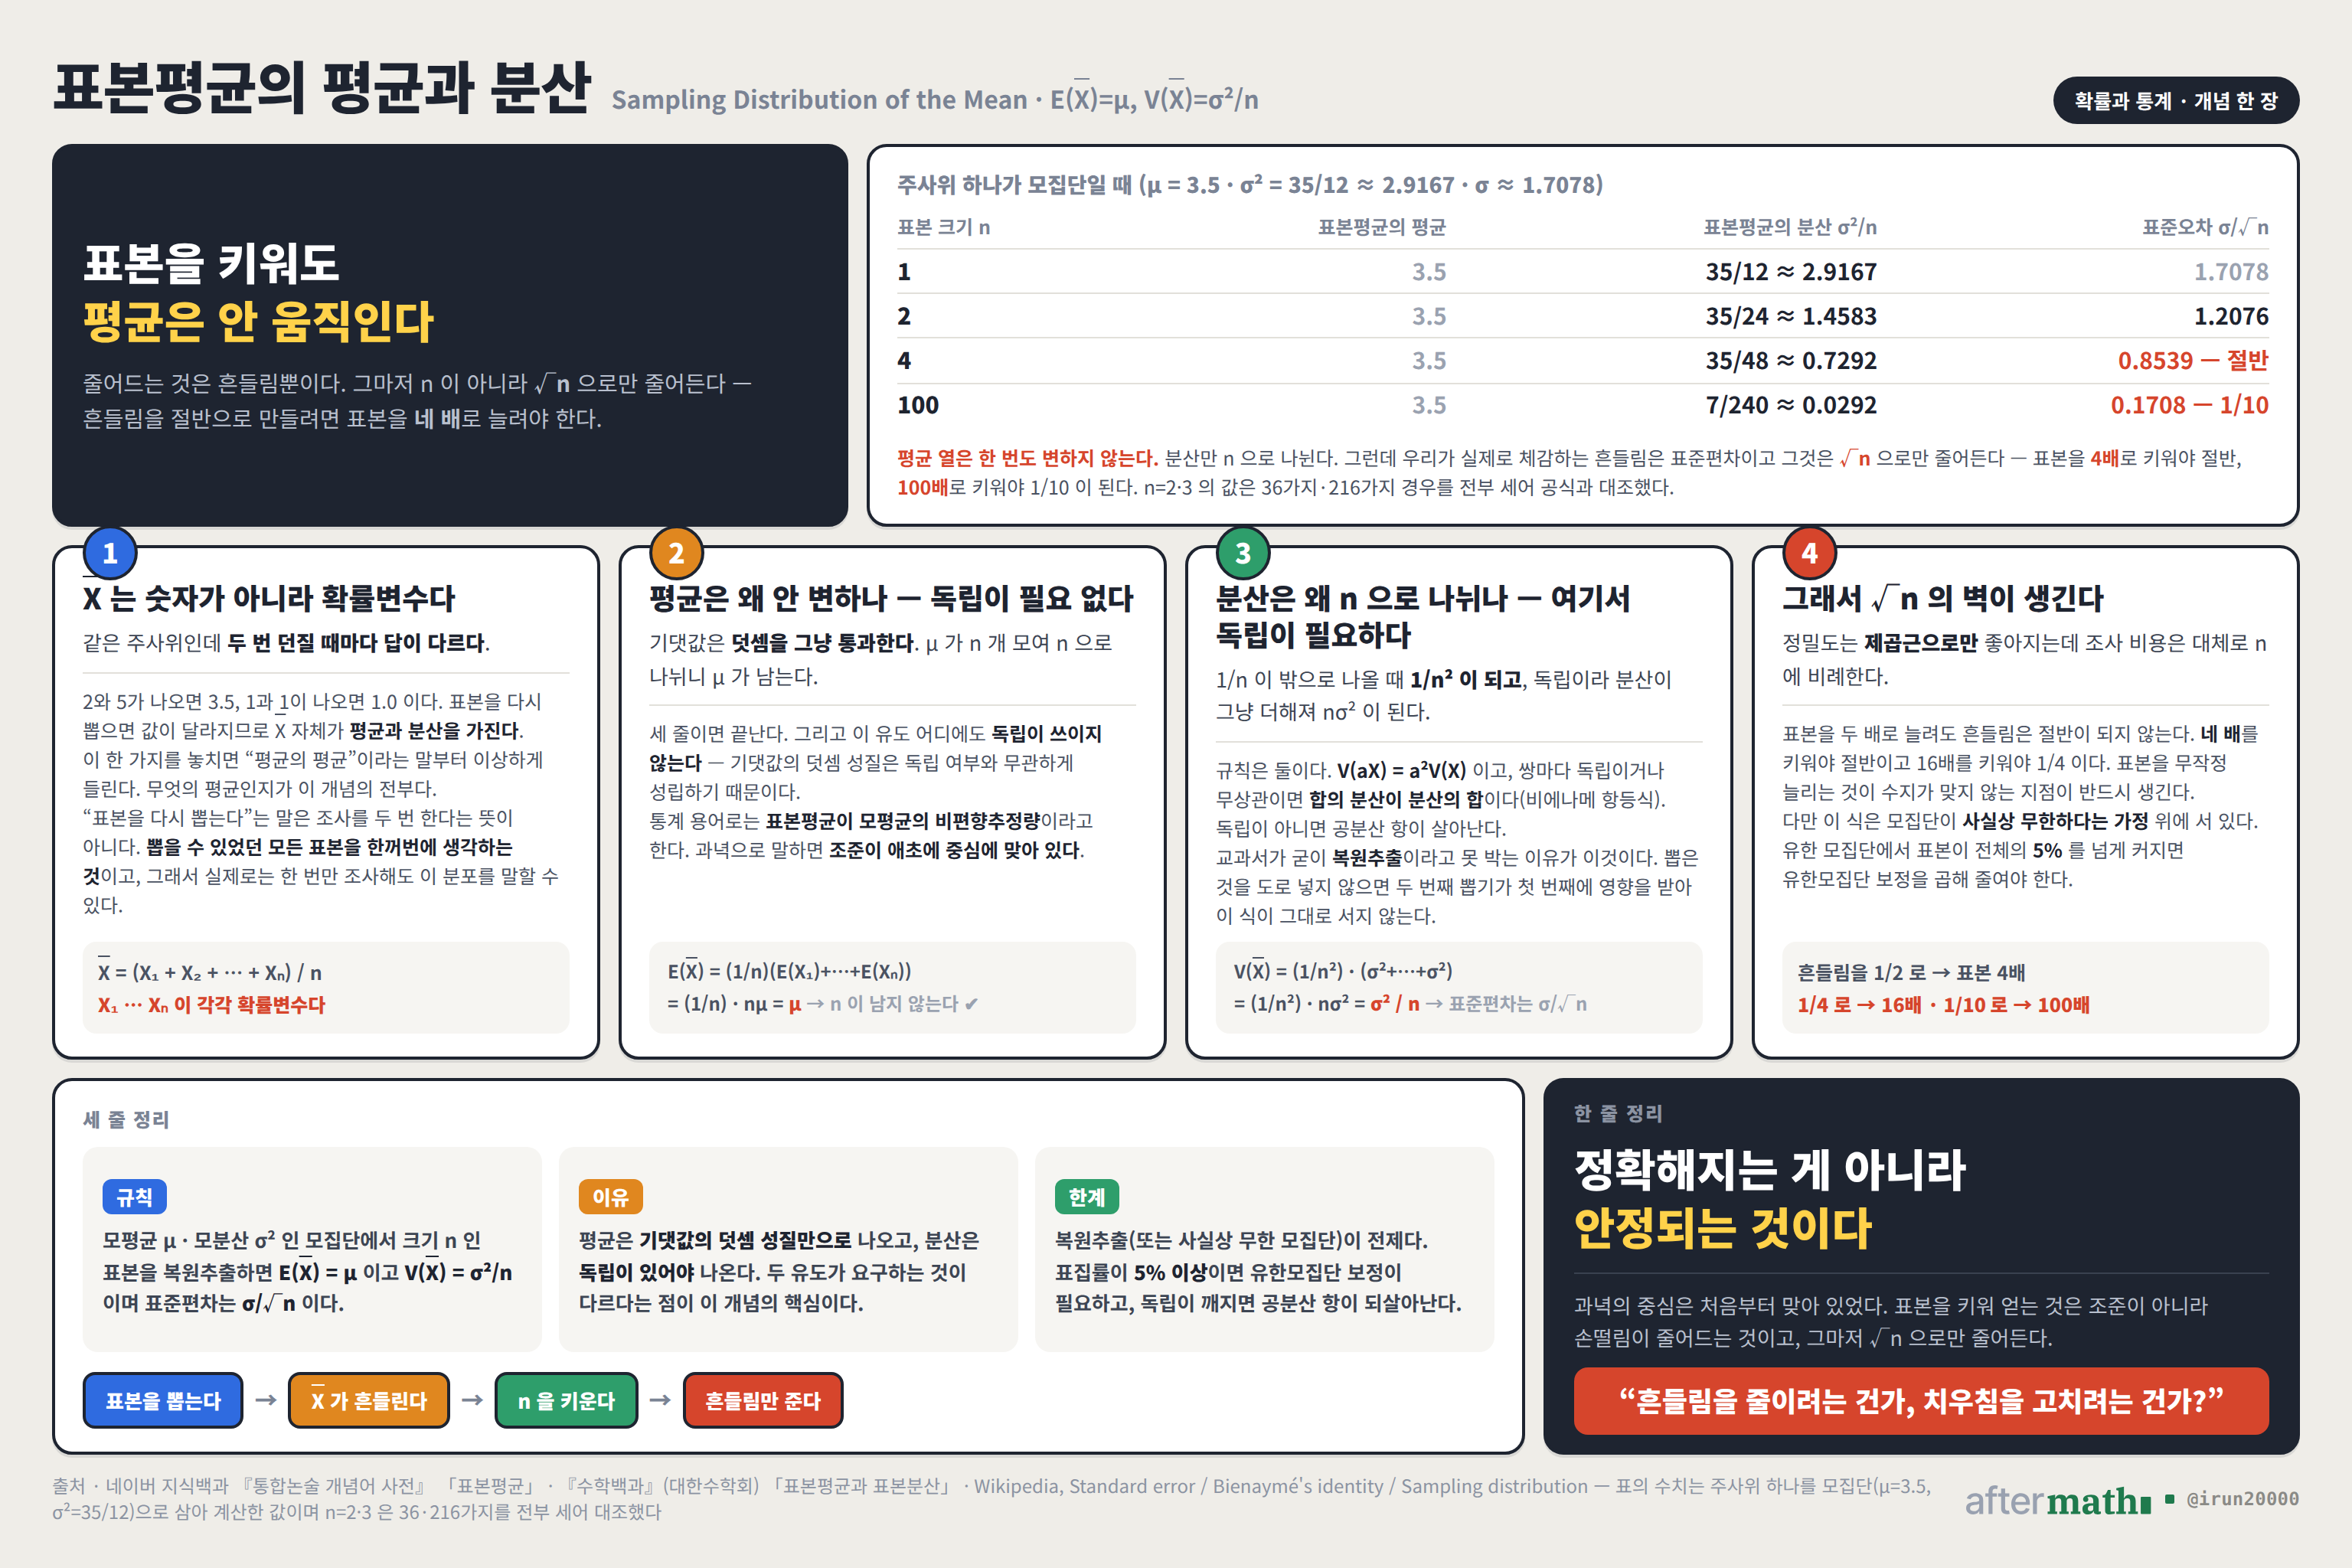 표본평균의 평균과 분산 Sampling Distribution of the Mean · E(X̅)=μ, V(X̅)=σ²/n
확률과 통계 · 개념 한 장
표본을 키워도
평균은 안 움직인다
줄어드는 것은 흔들림뿐이다. 그마저 n 이 아니라 √n 으로만 줄어든다 —
흔들림을 절반으로 만들려면 표본을 네 배로 늘려야 한다.
주사위 하나가 모집단일 때 (μ = 3.5 · σ² = 35/12 ≈ 2.9167 · σ ≈ 1.7078)
표본 크기 n 표본평균의 평균 표본평균의 분산 σ²/n 표준오차 σ/√n
1 3.5 35/12 ≈ 2.9167 1.7078
2 3.5 35/24 ≈ 1.4583 1.2076
4 3.5 35/48 ≈ 0.7292 0.8539 — 절반
100 3.5 7/240 ≈ 0.0292 0.1708 — 1/10
평균 열은 한 번도 변하지 않는다. 분산만 n 으로 나뉜다. 그런데 우리가 실제로 체감하는 흔들림은 표준편차이고 그것은 √n 으로만 줄어든다 — 표본을 4배로 키워야 절반,
100배로 키워야 1/10 이 된다. n=2·3 의 값은 36가지·216가지 경우를 전부 세어 공식과 대조했다.
1
X̅ 는 숫자가 아니라 확률변수다
같은 주사위인데 두 번 던질 때마다 답이 다르다.
2와 5가 나오면 3.5, 1과 1이 나오면 1.0 이다. 표본을 다시
뽑으면 값이 달라지므로 X̅ 자체가 평균과 분산을 가진다.
이 한 가지를 놓치면 “평균의 평균”이라는 말부터 이상하게
들린다. 무엇의 평균인지가 이 개념의 전부다.
“표본을 다시 뽑는다”는 말은 조사를 두 번 한다는 뜻이
아니다. 뽑을 수 있었던 모든 표본을 한꺼번에 생각하는
것이고, 그래서 실제로는 한 번만 조사해도 이 분포를 말할 수
있다.
X̅ = (X₁ + X₂ + ⋯ + Xₙ) / n
X₁ ⋯ Xₙ 이 각각 확률변수다
2
평균은 왜 안 변하나 — 독립이 필요 없다
기댓값은 덧셈을 그냥 통과한다. μ 가 n 개 모여 n 으로
나뉘니 μ 가 남는다.
세 줄이면 끝난다. 그리고 이 유도 어디에도 독립이 쓰이지
않는다 — 기댓값의 덧셈 성질은 독립 여부와 무관하게
성립하기 때문이다.
통계 용어로는 표본평균이 모평균의 비편향추정량이라고
한다. 과녁으로 말하면 조준이 애초에 중심에 맞아 있다.
E(X̅) = (1/n)(E(X₁)+⋯+E(Xₙ))
= (1/n) · nμ = μ → n 이 남지 않는다 ✔
3
분산은 왜 n 으로 나뉘나 — 여기서
독립이 필요하다
1/n 이 밖으로 나올 때 1/n² 이 되고, 독립이라 분산이
그냥 더해져 nσ² 이 된다.
규칙은 둘이다. V(aX) = a²V(X) 이고, 쌍마다 독립이거나
무상관이면 합의 분산이 분산의 합이다(비에나메 항등식).
독립이 아니면 공분산 항이 살아난다.
교과서가 굳이 복원추출이라고 못 박는 이유가 이것이다. 뽑은
것을 도로 넣지 않으면 두 번째 뽑기가 첫 번째에 영향을 받아
이 식이 그대로 서지 않는다.
V(X̅) = (1/n²) · (σ²+⋯+σ²)
= (1/n²) · nσ² = σ² / n → 표준편차는 σ/√n
4
그래서 √n 의 벽이 생긴다
정밀도는 제곱근으로만 좋아지는데 조사 비용은 대체로 n
에 비례한다.
표본을 두 배로 늘려도 흔들림은 절반이 되지 않는다. 네 배를
키워야 절반이고 16배를 키워야 1/4 이다. 표본을 무작정
늘리는 것이 수지가 맞지 않는 지점이 반드시 생긴다.
다만 이 식은 모집단이 사실상 무한하다는 가정 위에 서 있다.
유한 모집단에서 표본이 전체의 5% 를 넘게 커지면
유한모집단 보정을 곱해 줄여야 한다.
흔들림을 1/2 로 → 표본 4배
1/4 로 → 16배 · 1/10 로 → 100배
세 줄 정리
규칙
모평균 μ · 모분산 σ² 인 모집단에서 크기 n 인
표본을 복원추출하면 E(X̅) = μ 이고 V(X̅) = σ²/n
이며 표준편차는 σ/√n 이다.
이유
평균은 기댓값의 덧셈 성질만으로 나오고, 분산은
독립이 있어야 나온다. 두 유도가 요구하는 것이
다르다는 점이 이 개념의 핵심이다.
한계
복원추출(또는 사실상 무한 모집단)이 전제다.
표집률이 5% 이상이면 유한모집단 보정이
필요하고, 독립이 깨지면 공분산 항이 되살아난다.
표본을 뽑는다 → X̅ 가 흔들린다 → n 을 키운다 → 흔들림만 준다
한 줄 정리
정확해지는 게 아니라
안정되는 것이다
과녁의 중심은 처음부터 맞아 있었다. 표본을 키워 얻는 것은 조준이 아니라
손떨림이 줄어드는 것이고, 그마저 √n 으로만 줄어든다.
“흔들림을 줄이려는 건가, 치우침을 고치려는 건가?”
출처 · 네이버 지식백과 『통합논술 개념어 사전』 「표본평균」 · 『수학백과』(대한수학회) 「표본평균과 표본분산」 · Wikipedia, Standard error / Bienaymé's identity / Sampling distribution — 표의 수치는 주사위 하나를 모집단(μ=3.5,
σ²=35/12)으로 삼아 계산한 값이며 n=2·3 은 36·216가지를 전부 세어 대조했다
aftermath @irun20000